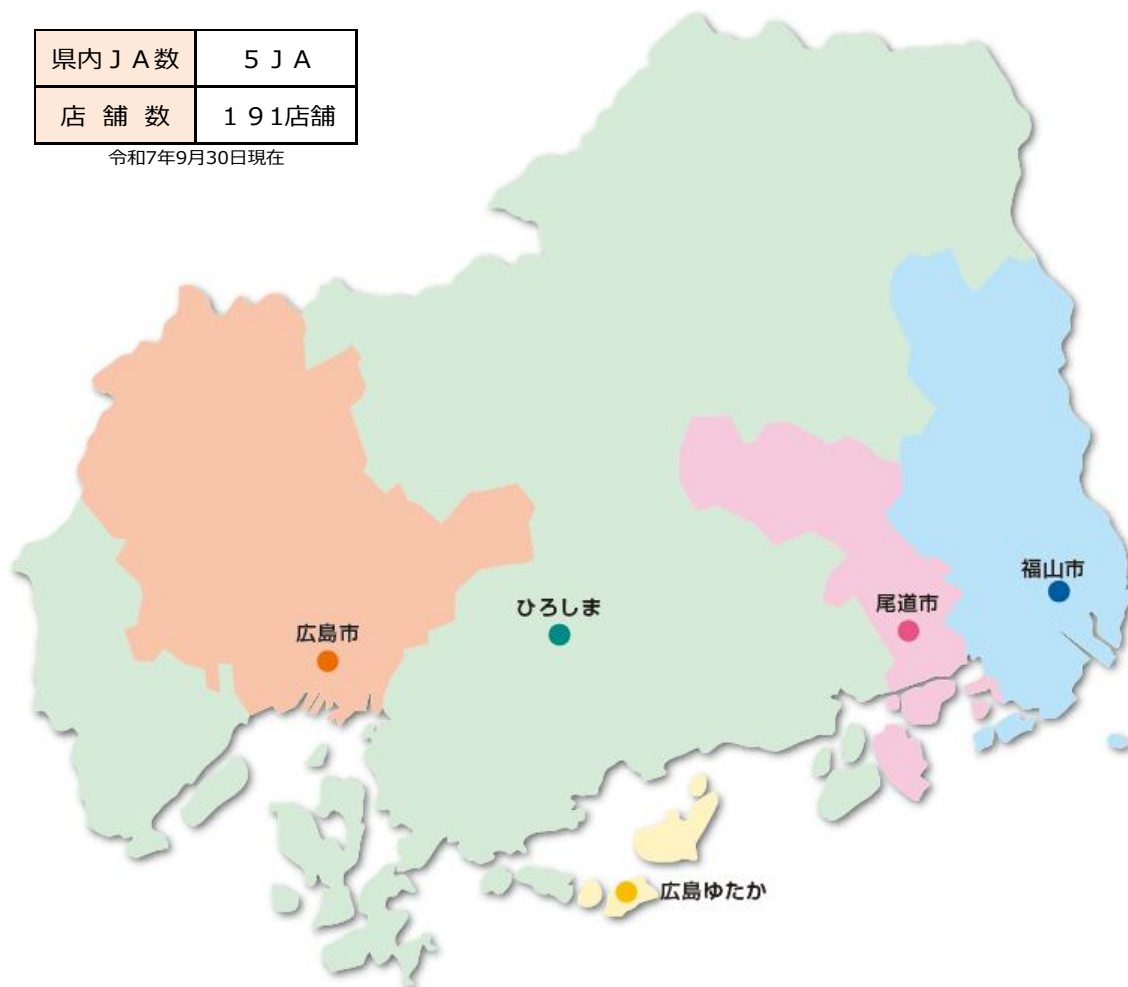 県内ＪＡ数 ５ＪＡ
店舗数 １９１店舗
令和7年9月30日現在
福山市
尾道市
ひろしま
広島市
広島ゆたか